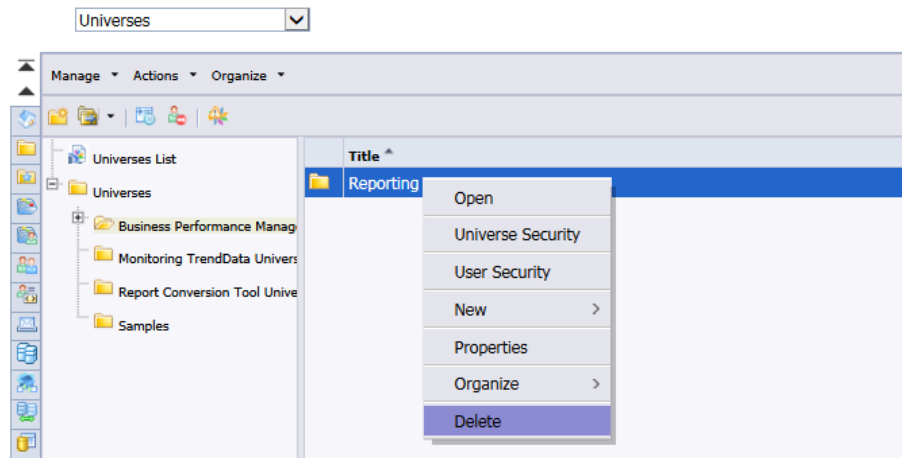 Universes
Manage Actions Organize
Universes List
Universes
Business Performance Manag
Monitoring TrendData Univers
Report Conversion Tool Unive
Samples
Title
Reporting
Open
Universe Security
User Security
New
Properties
Organize
Delete